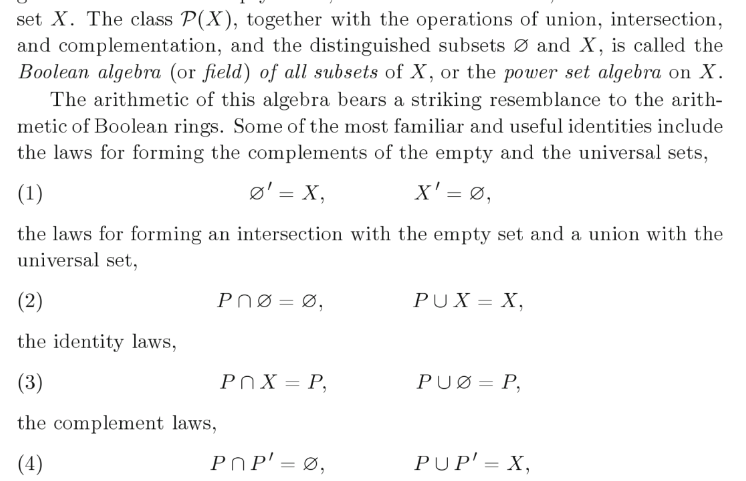 set X. The class 𝒫(X), together with the operations of union, intersection,
and complementation, and the distinguished subsets ∅ and X, is called the
Boolean algebra (or field) of all subsets of X, or the power set algebra on X.
The arithmetic of this algebra bears a striking resemblance to the arith-
metic of Boolean rings. Some of the most familiar and useful identities include
the laws for forming the complements of the empty and the universal sets,
(1) ∅′ = X, X′ = ∅,
the laws for forming an intersection with the empty set and a union with the
universal set,
(2) P ∩ ∅ = ∅, P ∪ X = X,
the identity laws,
(3) P ∩ X = P, P ∪ ∅ = P,
the complement laws,
(4) P ∩ P′ = ∅, P ∪ P′ = X,